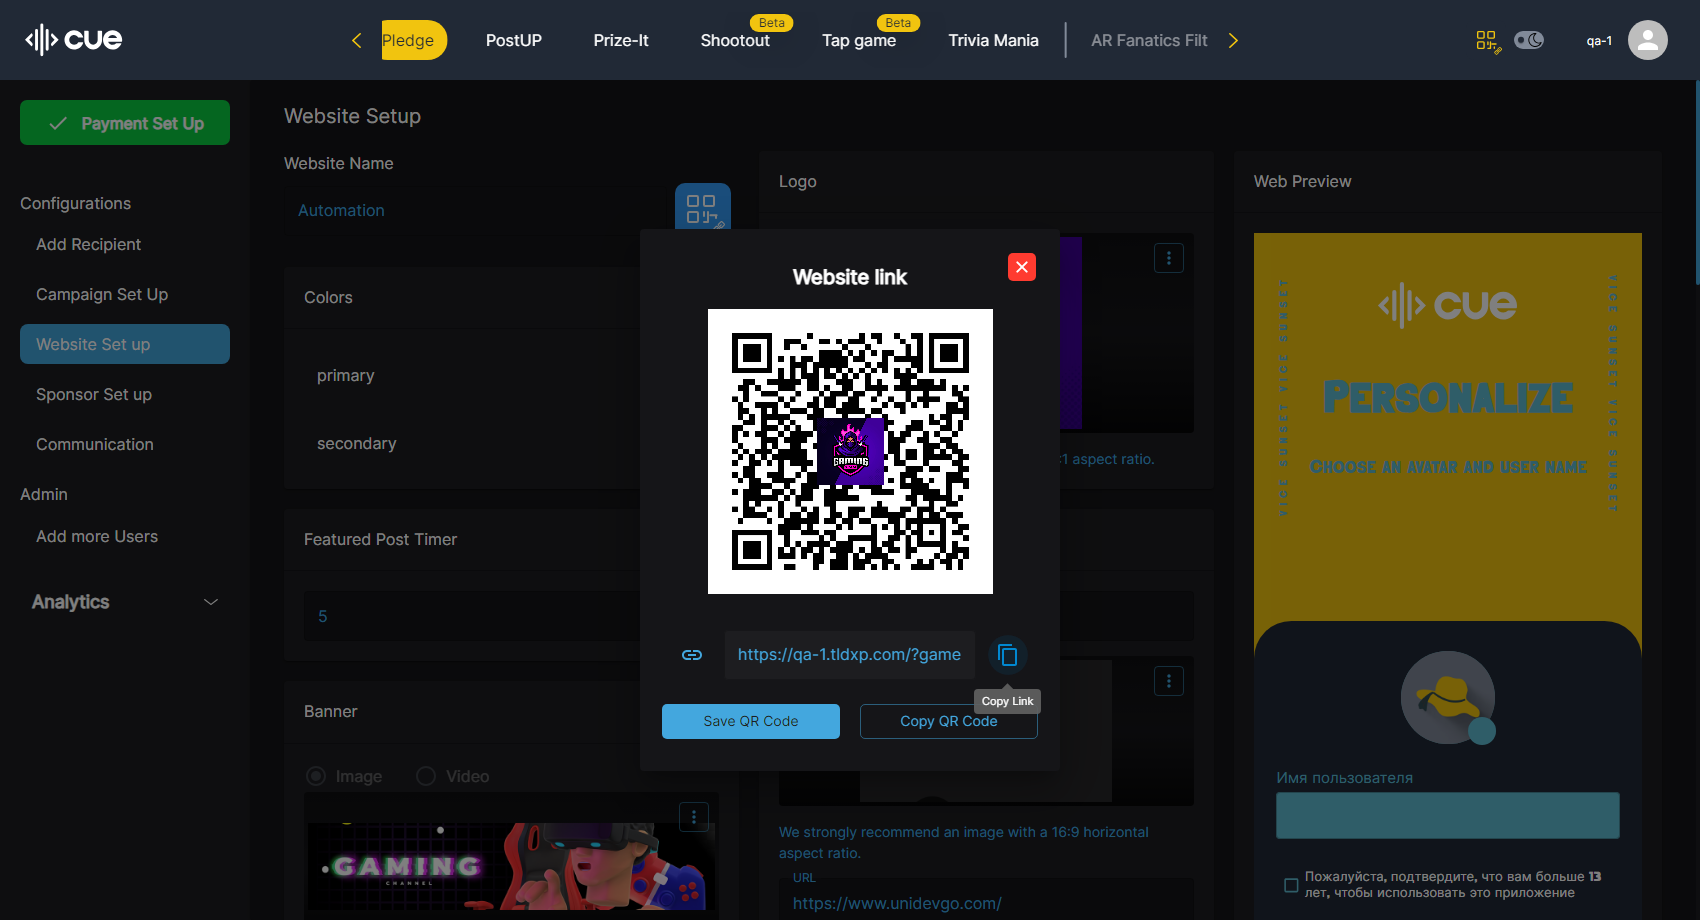 cue
Pledge
PostUP
Prize-It
Shootout
Beta
Tap game
Beta
Trivia Mania
AR Fanatics Filt
qa-1
Payment Set Up
Configurations
Add Recipient
Campaign Set Up
Website Set up
Sponsor Set up
Communication
Admin
Add more Users
Analytics
Website Setup
Website Name
Automation
Colors
primary
secondary
Featured Post Timer
5
Banner
Image
Video
GAMING
CHANNEL
Logo
:1 aspect ratio.
We strongly recommend an image with a 16:9 horizontal
aspect ratio.
URL
https://www.unidevgo.com/
Website link
GAMING
https://qa-1.tldxp.com/?game
Copy Link
Save QR Code
Copy QR Code
Web Preview
VICE SUNSET VICE SUNSET VICE SUNSET
cue
VICE SUNSET VICE SUNSET VICE SUNSET
Personalize
Choose an avatar and user name
Имя пользователя
Пожалуйста, подтвердите, что вам больше 13
лет, чтобы использовать это приложение